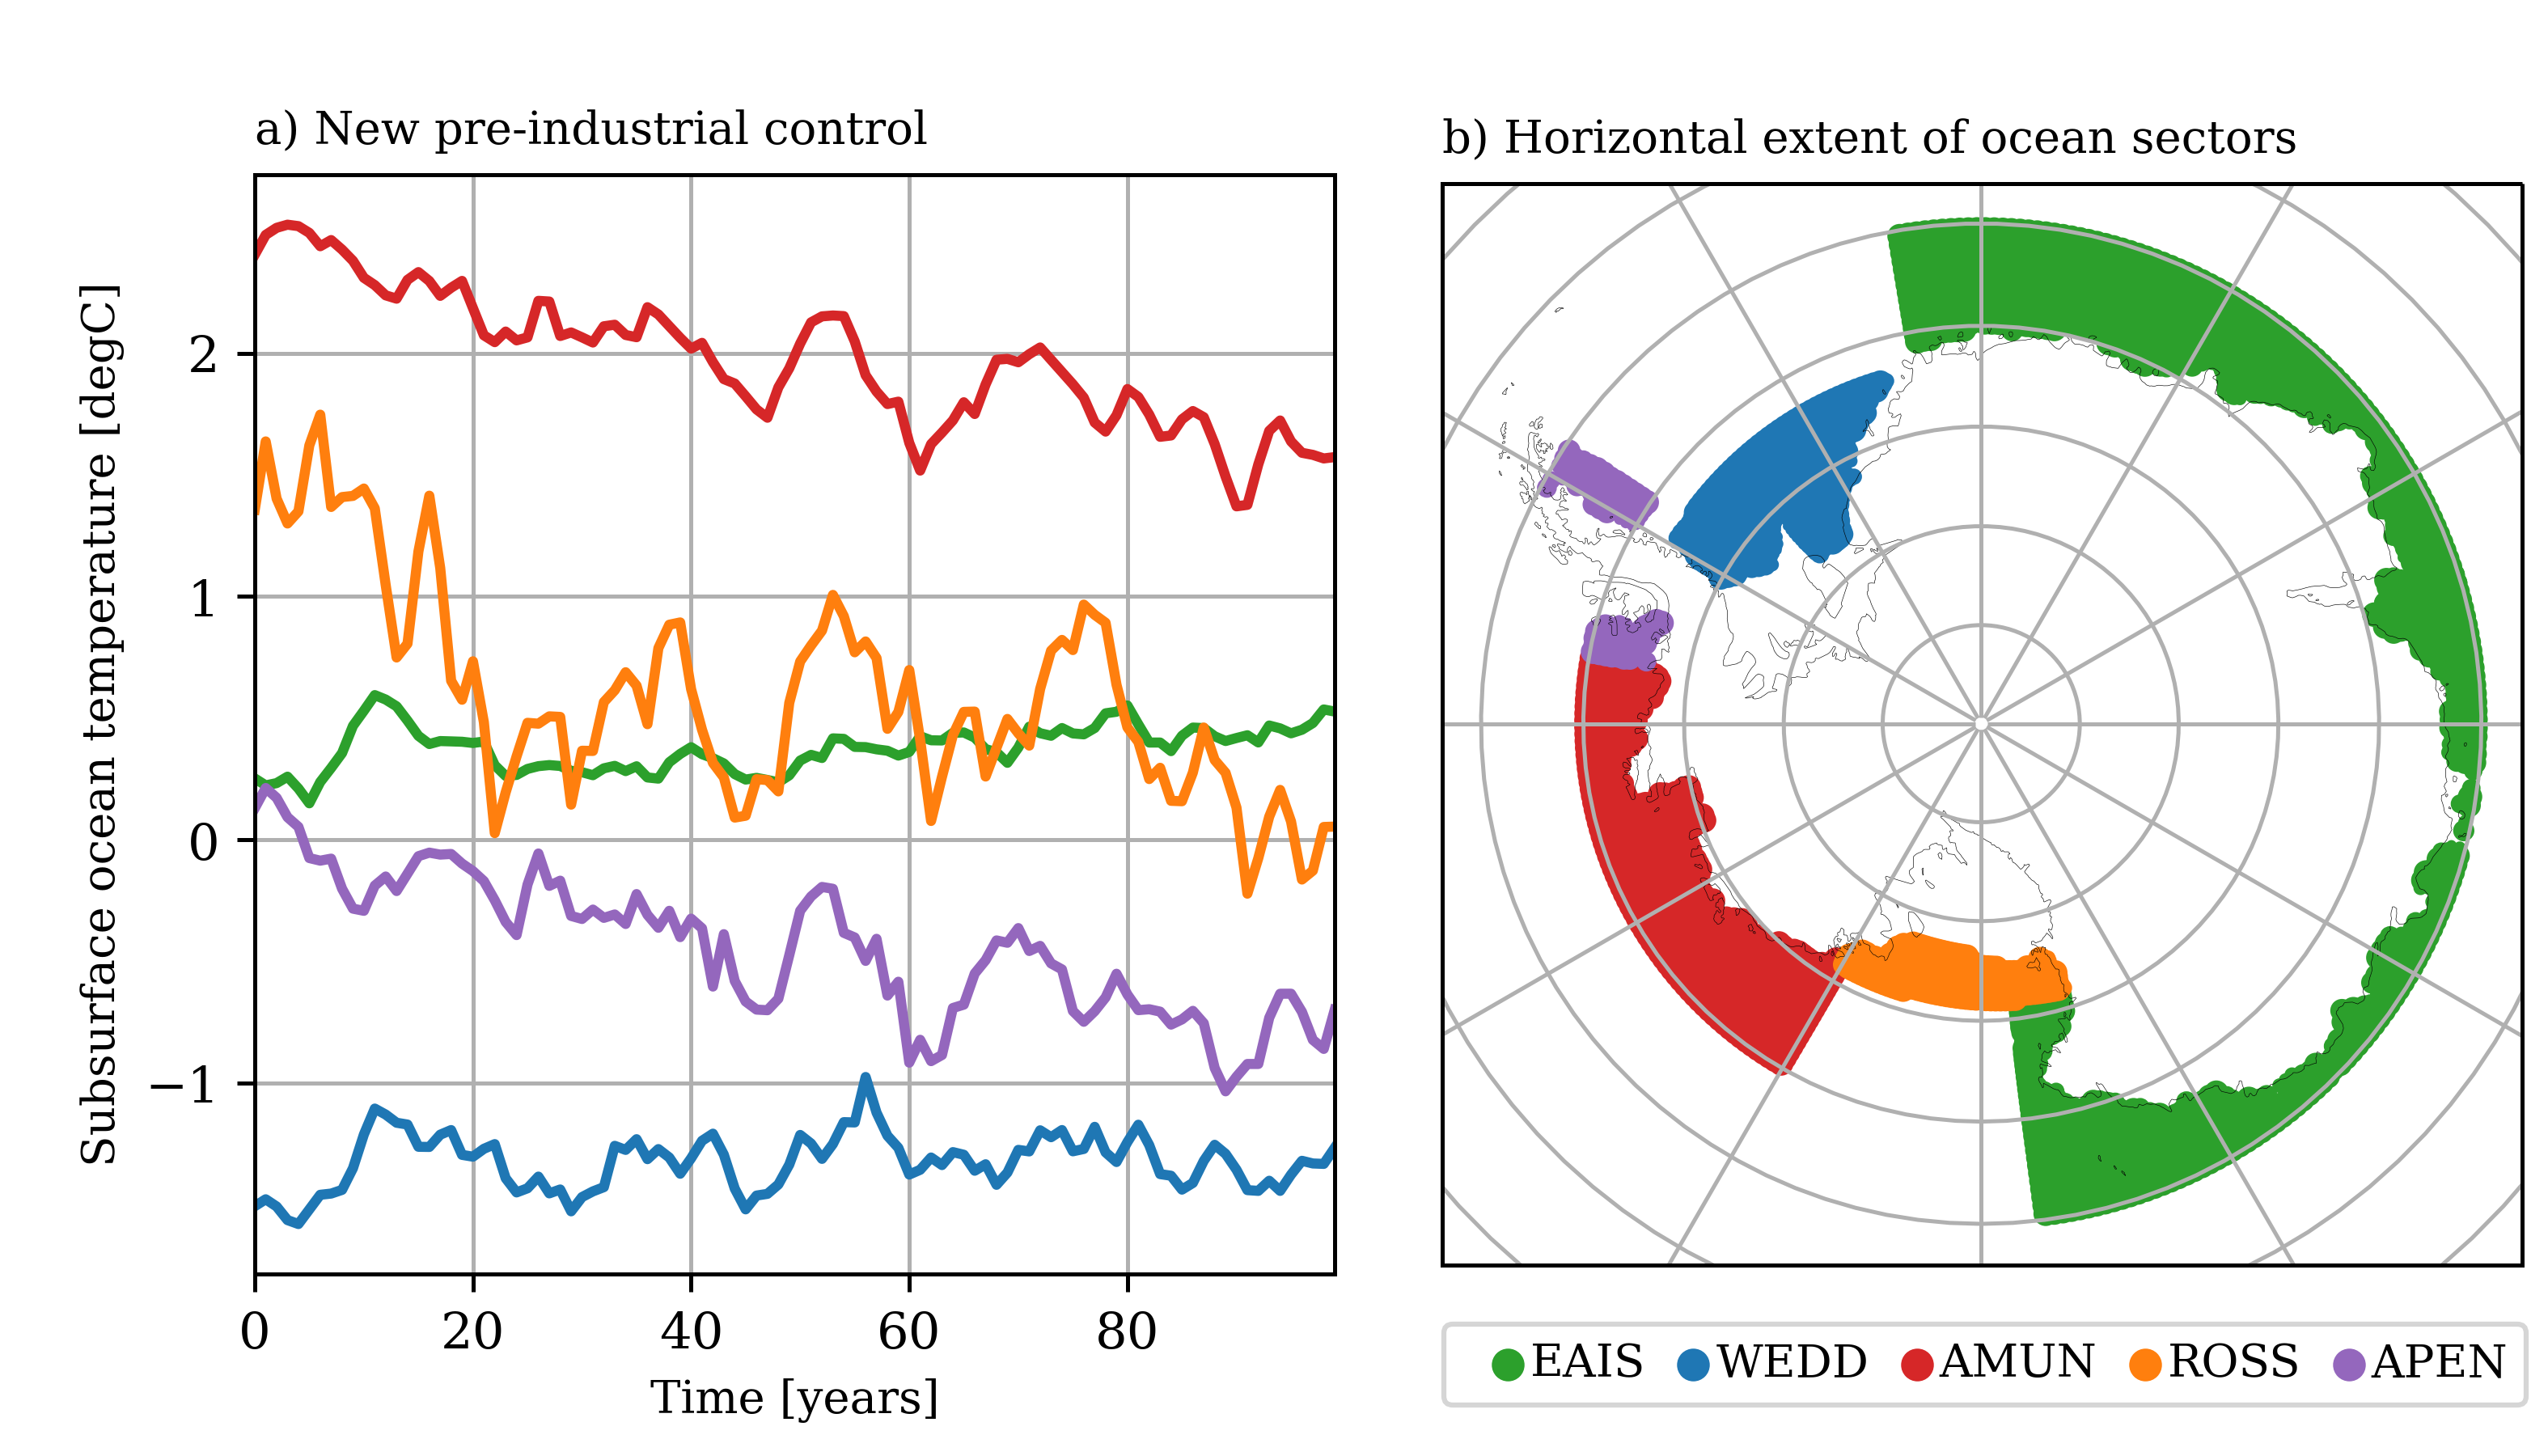 a) New pre-industrial control
b) Horizontal extent of ocean sectors
Subsurface ocean temperature [degC]
2
1
0
−1
0 20 40 60 80
Time [years]
EAIS WEDD AMUN ROSS APEN